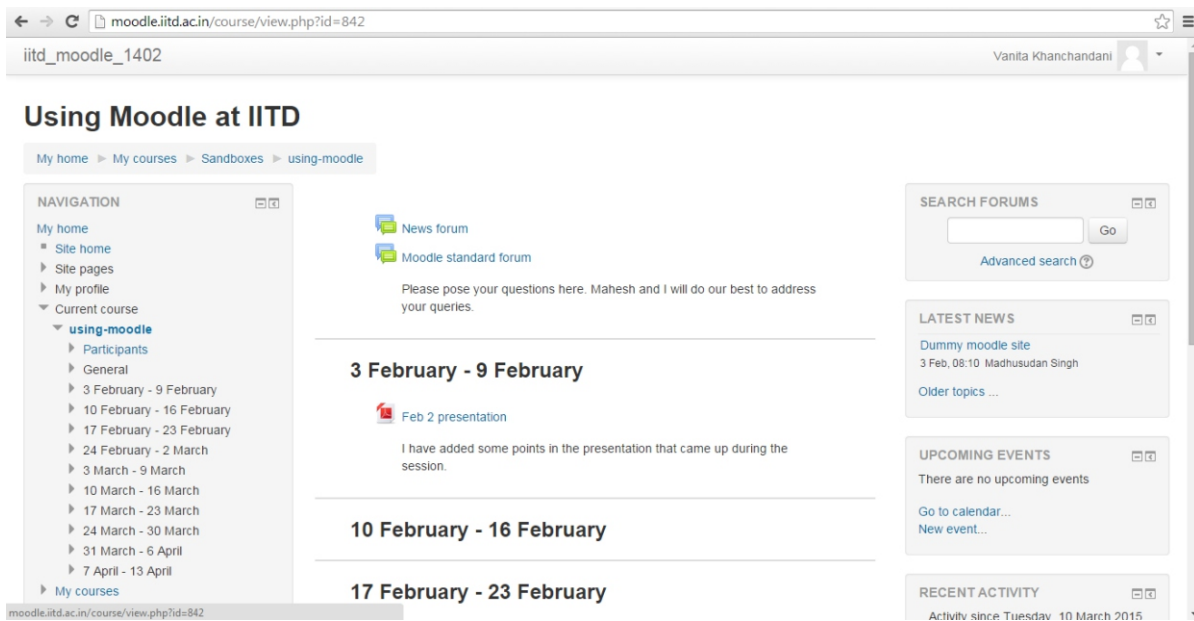 moodle.iitd.ac.in/course/view.php?id=842
iitd_moodle_1402
Vanita Khanchandani
Using Moodle at IITD
My home My courses Sandboxes using-moodle
NAVIGATION
My home
Site home
Site pages
My profile
Current course
using-moodle
Participants
General
3 February - 9 February
10 February - 16 February
17 February - 23 February
24 February - 2 March
3 March - 9 March
10 March - 16 March
17 March - 23 March
24 March - 30 March
31 March - 6 April
7 April - 13 April
My courses
moodle.iitd.ac.in/course/view.php?id=842
News forum
Moodle standard forum
Please pose your questions here. Mahesh and I will do our best to address
your queries.
3 February - 9 February
Feb 2 presentation
I have added some points in the presentation that came up during the
session.
10 February - 16 February
17 February - 23 February
SEARCH FORUMS
Go
Advanced search ?
LATEST NEWS
Dummy moodle site
3 Feb, 08:10 Madhusudan Singh
Older topics ...
UPCOMING EVENTS
There are no upcoming events
Go to calendar...
New event...
RECENT ACTIVITY
Activity since Tuesday, 10 March 2015